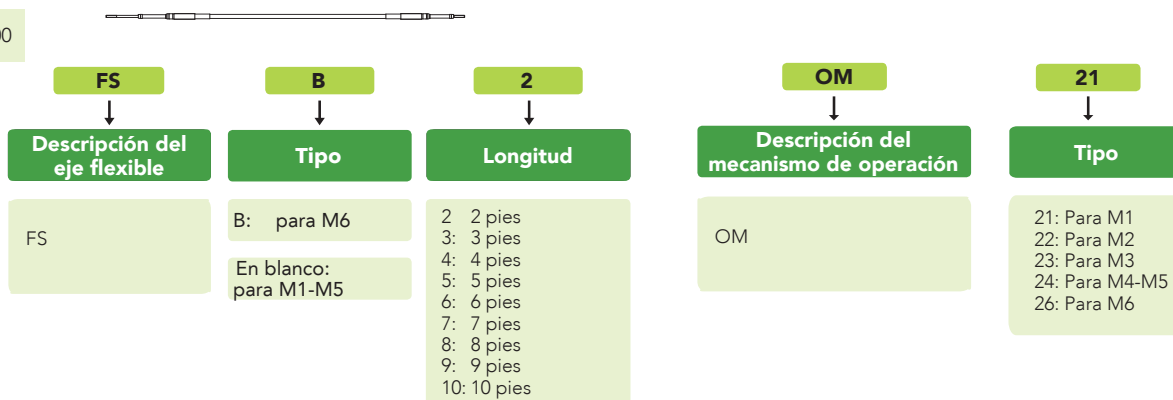 00
FS
Descripción del
eje flexible
FS
B
Tipo
B: para M6
En blanco:
para M1-M5
2
Longitud
2 2 pies
3: 3 pies
4: 4 pies
5: 5 pies
6: 6 pies
7: 7 pies
8: 8 pies
9: 9 pies
10: 10 pies
OM
Descripción del
mecanismo de operación
OM
21
Tipo
21: Para M1
22: Para M2
23: Para M3
24: Para M4-M5
26: Para M6